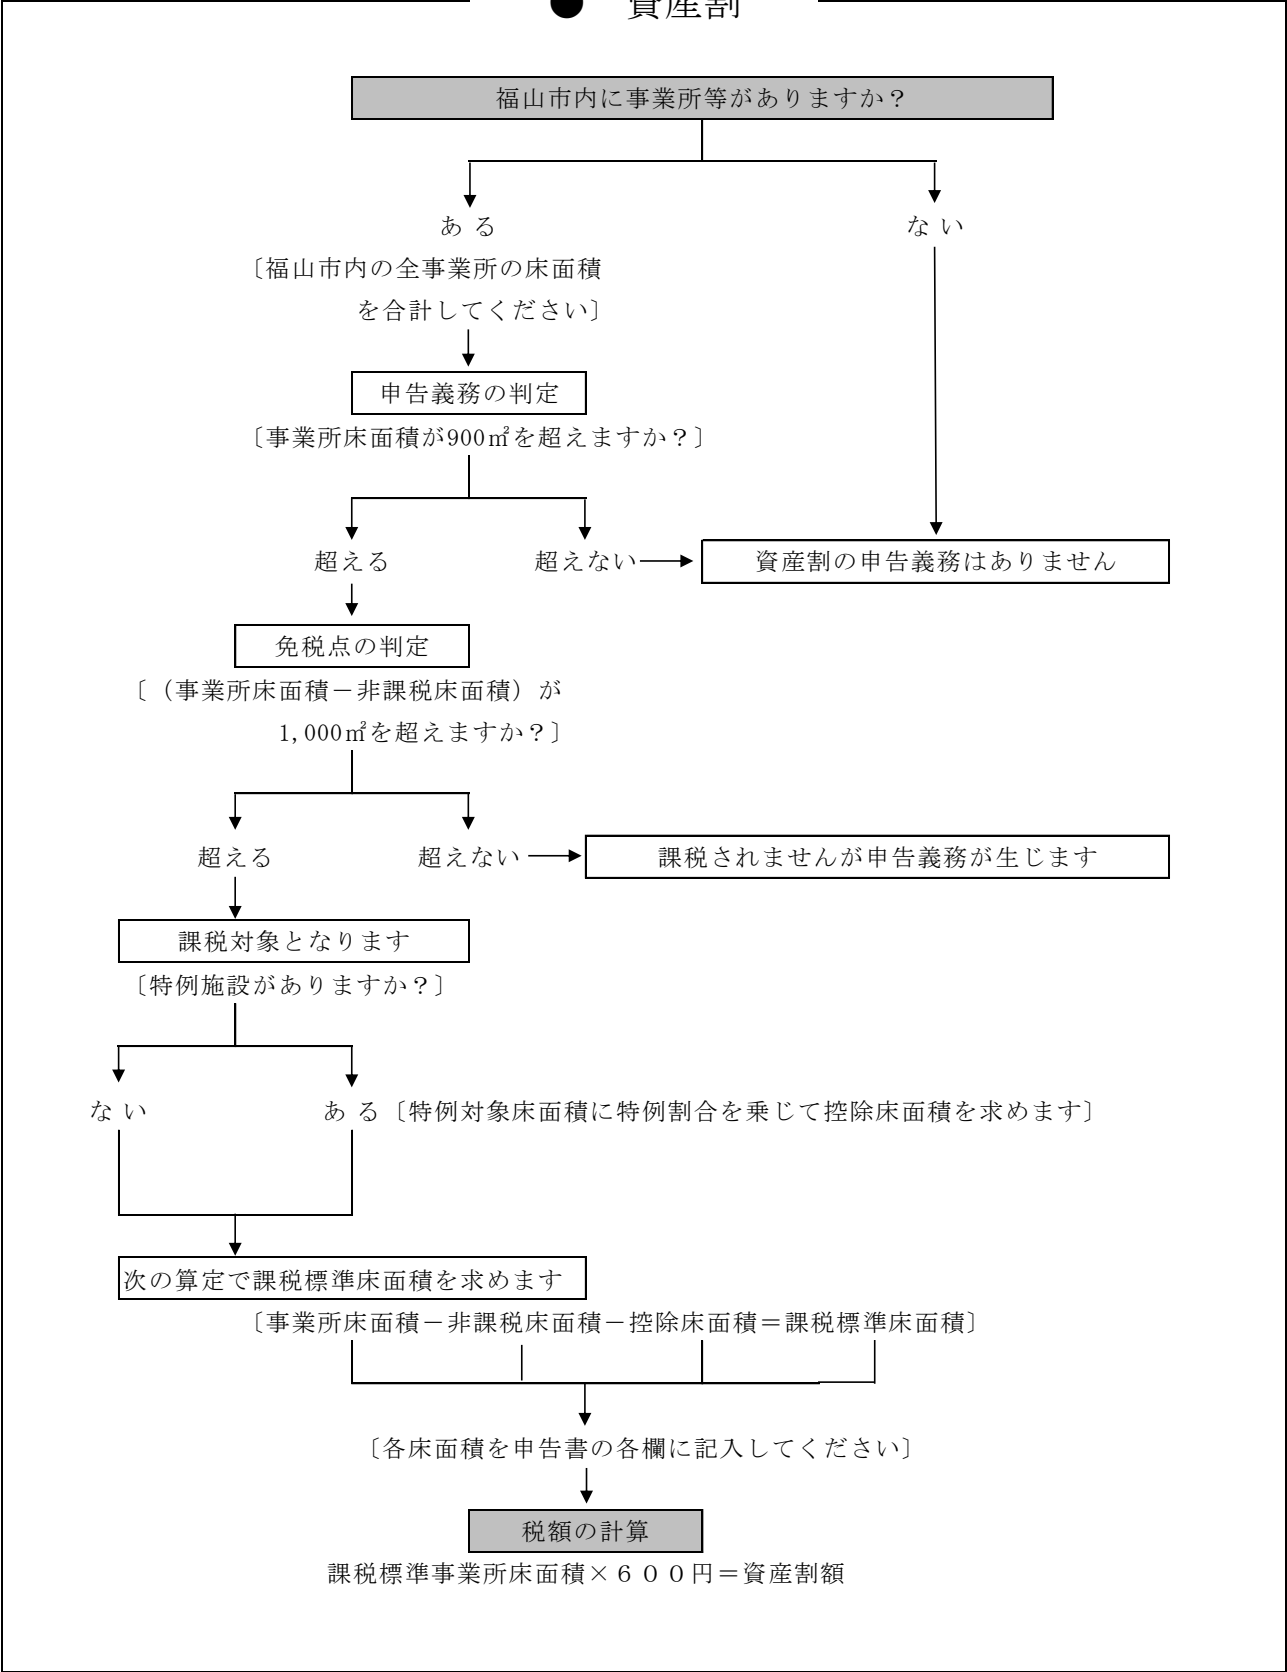 ● 資産割
福山市内に事業所等がありますか？
ある
ない
〔福山市内の全事業所の床面積
を合計してください〕
申告義務の判定
〔事業所床面積が900㎡を超えますか？〕
超える
超えない
資産割の申告義務はありません
免税点の判定
〔（事業所床面積－非課税床面積）が
1,000㎡を超えますか？〕
超える
超えない
課税されませんが申告義務が生じます
課税対象となります
〔特例施設がありますか？〕
ない
ある〔特例対象床面積に特例割合を乗じて控除床面積を求めます〕
次の算定で課税標準床面積を求めます
〔事業所床面積－非課税床面積－控除床面積＝課税標準床面積〕
〔各床面積を申告書の各欄に記入してください〕
税額の計算
課税標準事業所床面積×６００円＝資産割額